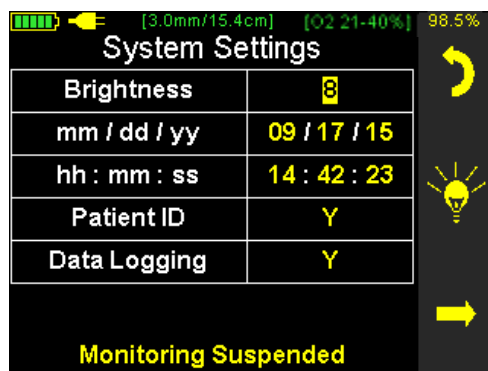 [3.0mm/15.4cm] [O2 21-40%] 98.5%
System Settings
Brightness 8
mm / dd / yy 09 / 17 / 15
hh : mm : ss 14 : 42 : 23
Patient ID Y
Data Logging Y
Monitoring Suspended